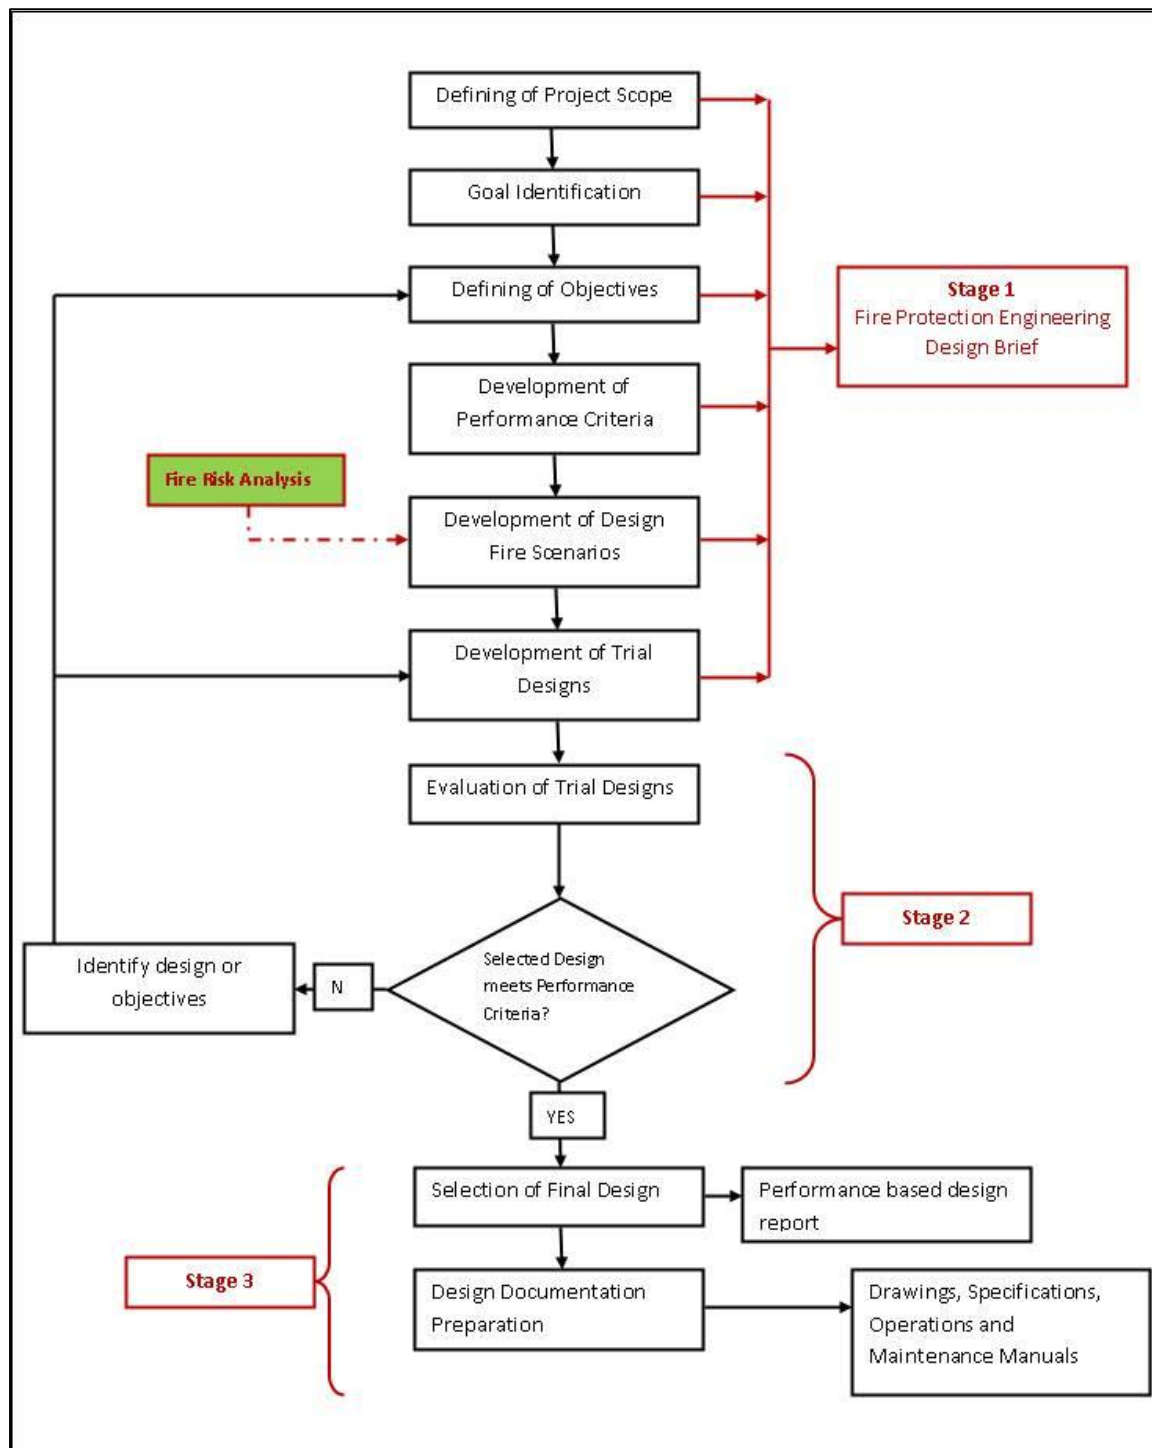 Defining of Project Scope
Goal Identification
Defining of Objectives
Stage 1
Fire Protection Engineering
Design Brief
Development of
Performance Criteria
Fire Risk Analysis
Development of Design
Fire Scenarios
Development of Trial
Designs
Evaluation of Trial Designs
Stage 2
Identify design or
objectives
N
Selected Design
meets Performance
Criteria?
YES
Selection of Final Design
Performance based design
report
Stage 3
Design Documentation
Preparation
Drawings, Specifications,
Operations and
Maintenance Manuals